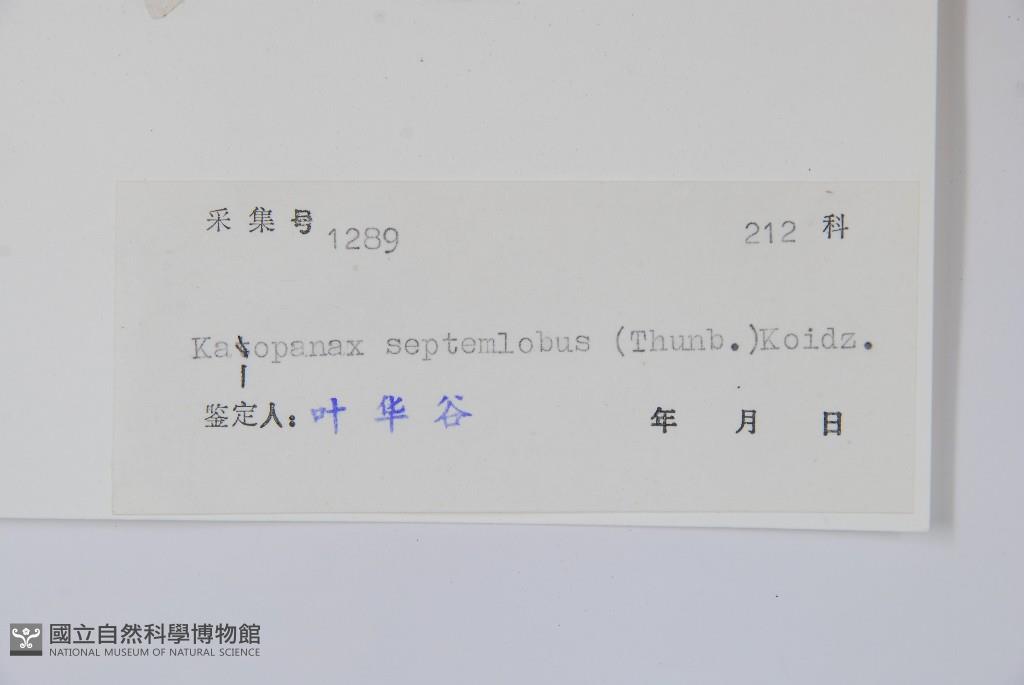 采集号 1289 212 科
Katopanax septemlobus (Thunb.)Koidz.
l
鉴定人：叶华谷 年 月 日
國立自然科學博物館
NATIONAL MUSEUM OF NATURAL SCIENCE